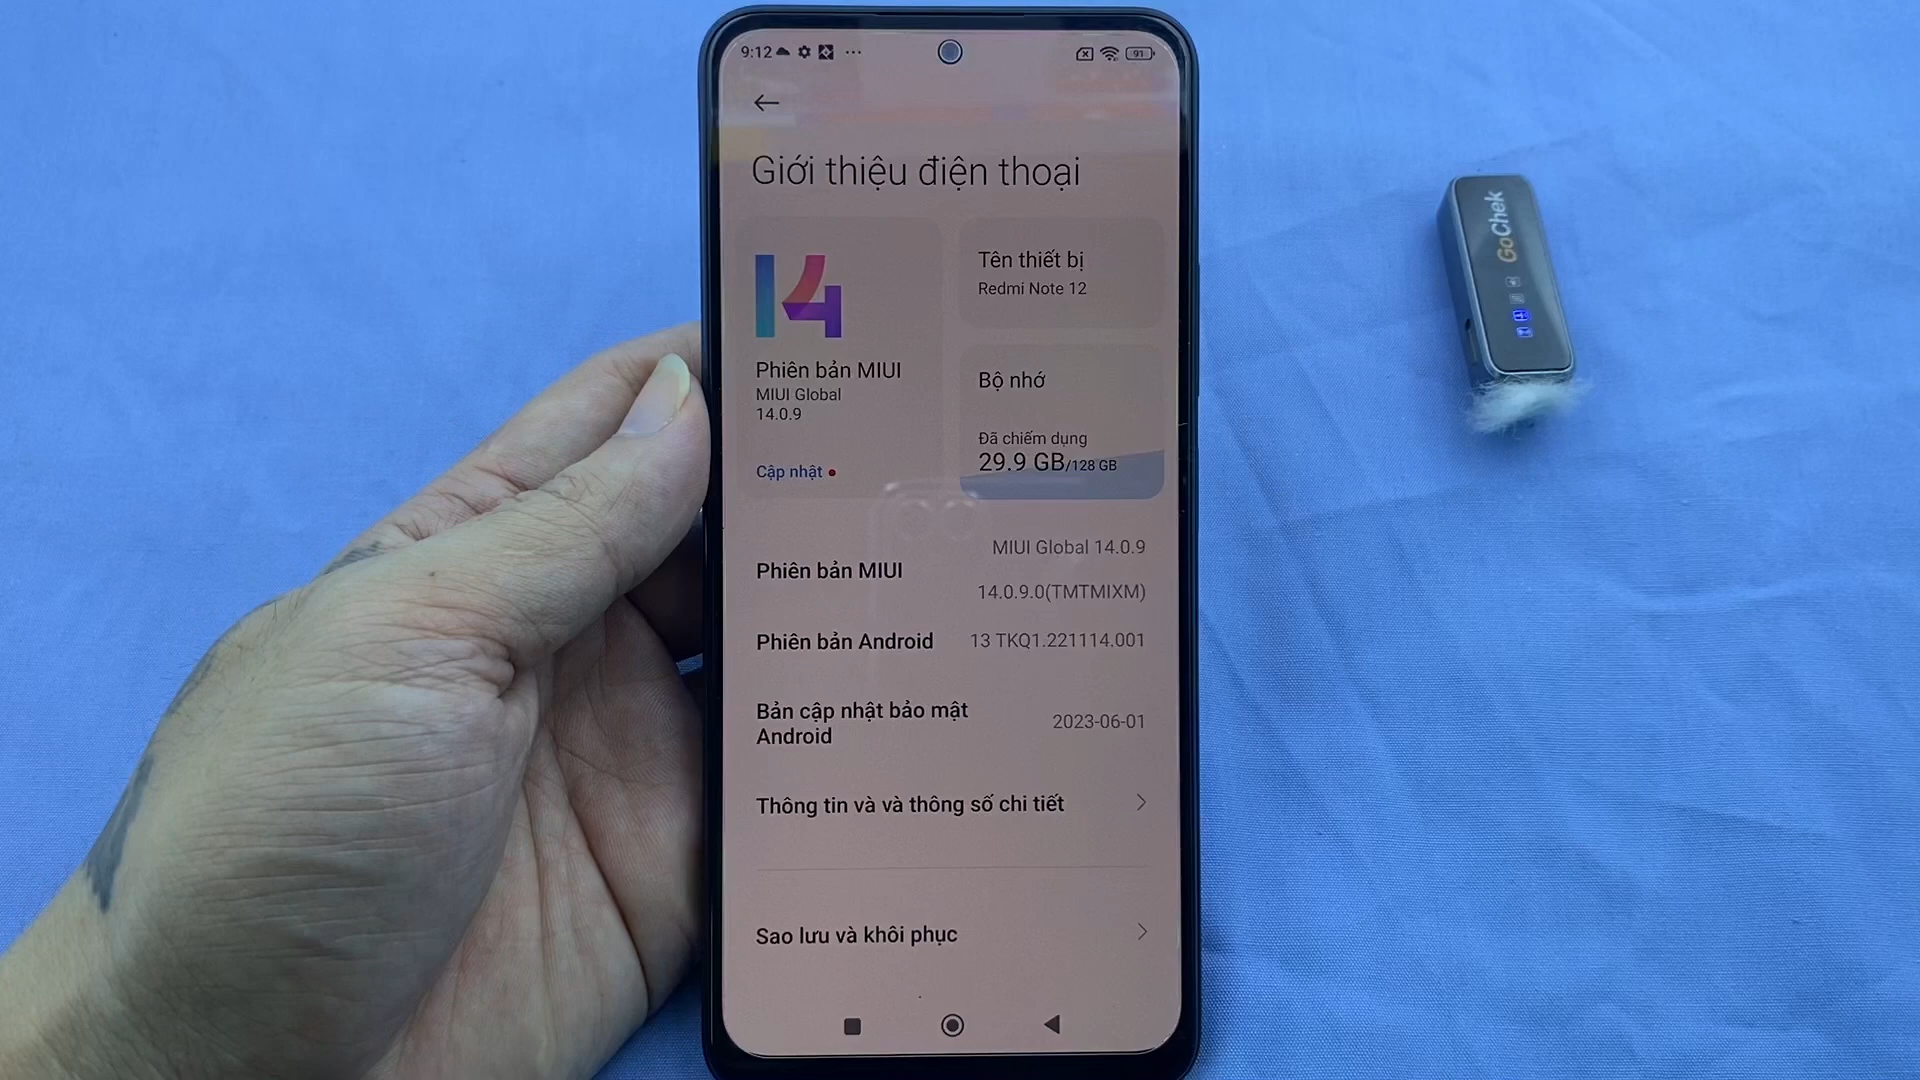 9:12 ... 91
Giới thiệu điện thoại
14
Phiên bản MIUI
MIUI Global
14.0.9
Cập nhật
Tên thiết bị
Redmi Note 12
Bộ nhớ
Đã chiếm dụng
29.9 GB/128 GB
Phiên bản MIUI
MIUI Global 14.0.9
14.0.9.0(TMTMIXM)
Phiên bản Android
13 TKQ1.221114.001
Bản cập nhật bảo mật
Android
2023-06-01
Thông tin và và thông số chi tiết
Sao lưu và khôi phục
GoChek